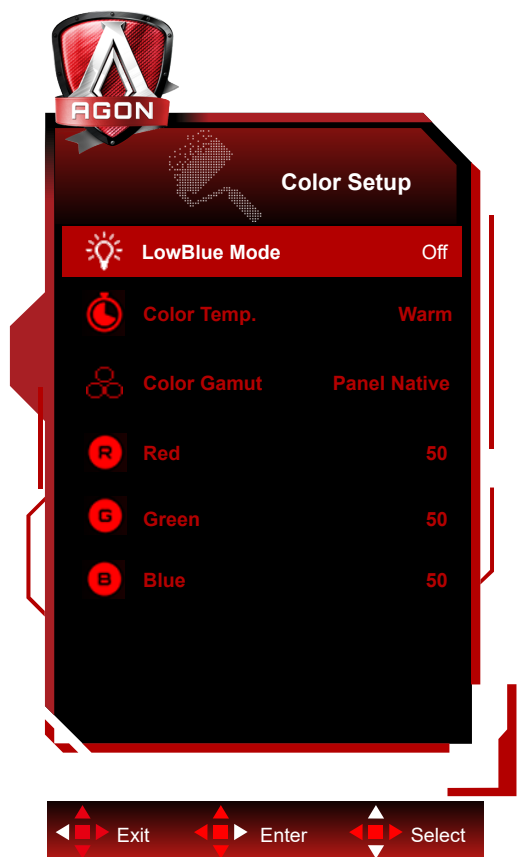 AGON
Color Setup
LowBlue Mode Off
Color Temp. Warm
Color Gamut Panel Native
R Red 50
G Green 50
B Blue 50
Exit Enter Select